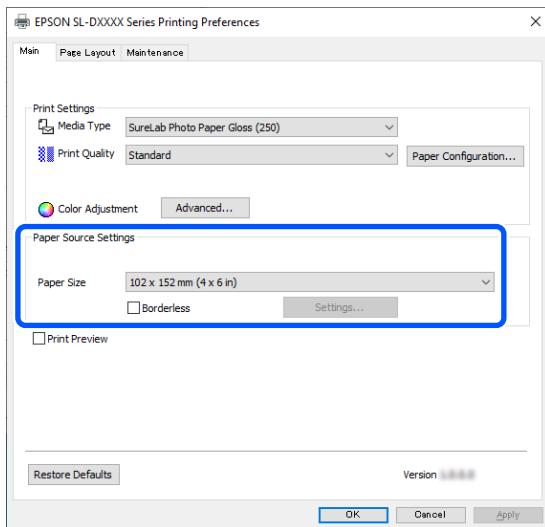 EPSON SL-DXXXX Series Printing Preferences
Main Page Layout Maintenance
Print Settings
Media Type SureLab Photo Paper Gloss (250)
Print Quality Standard Paper Configuration...
Color Adjustment Advanced...
Paper Source Settings
Paper Size 102 x 152 mm (4 x 6 in)
Borderless Settings...
Print Preview
Restore Defaults Version
OK Cancel Apply